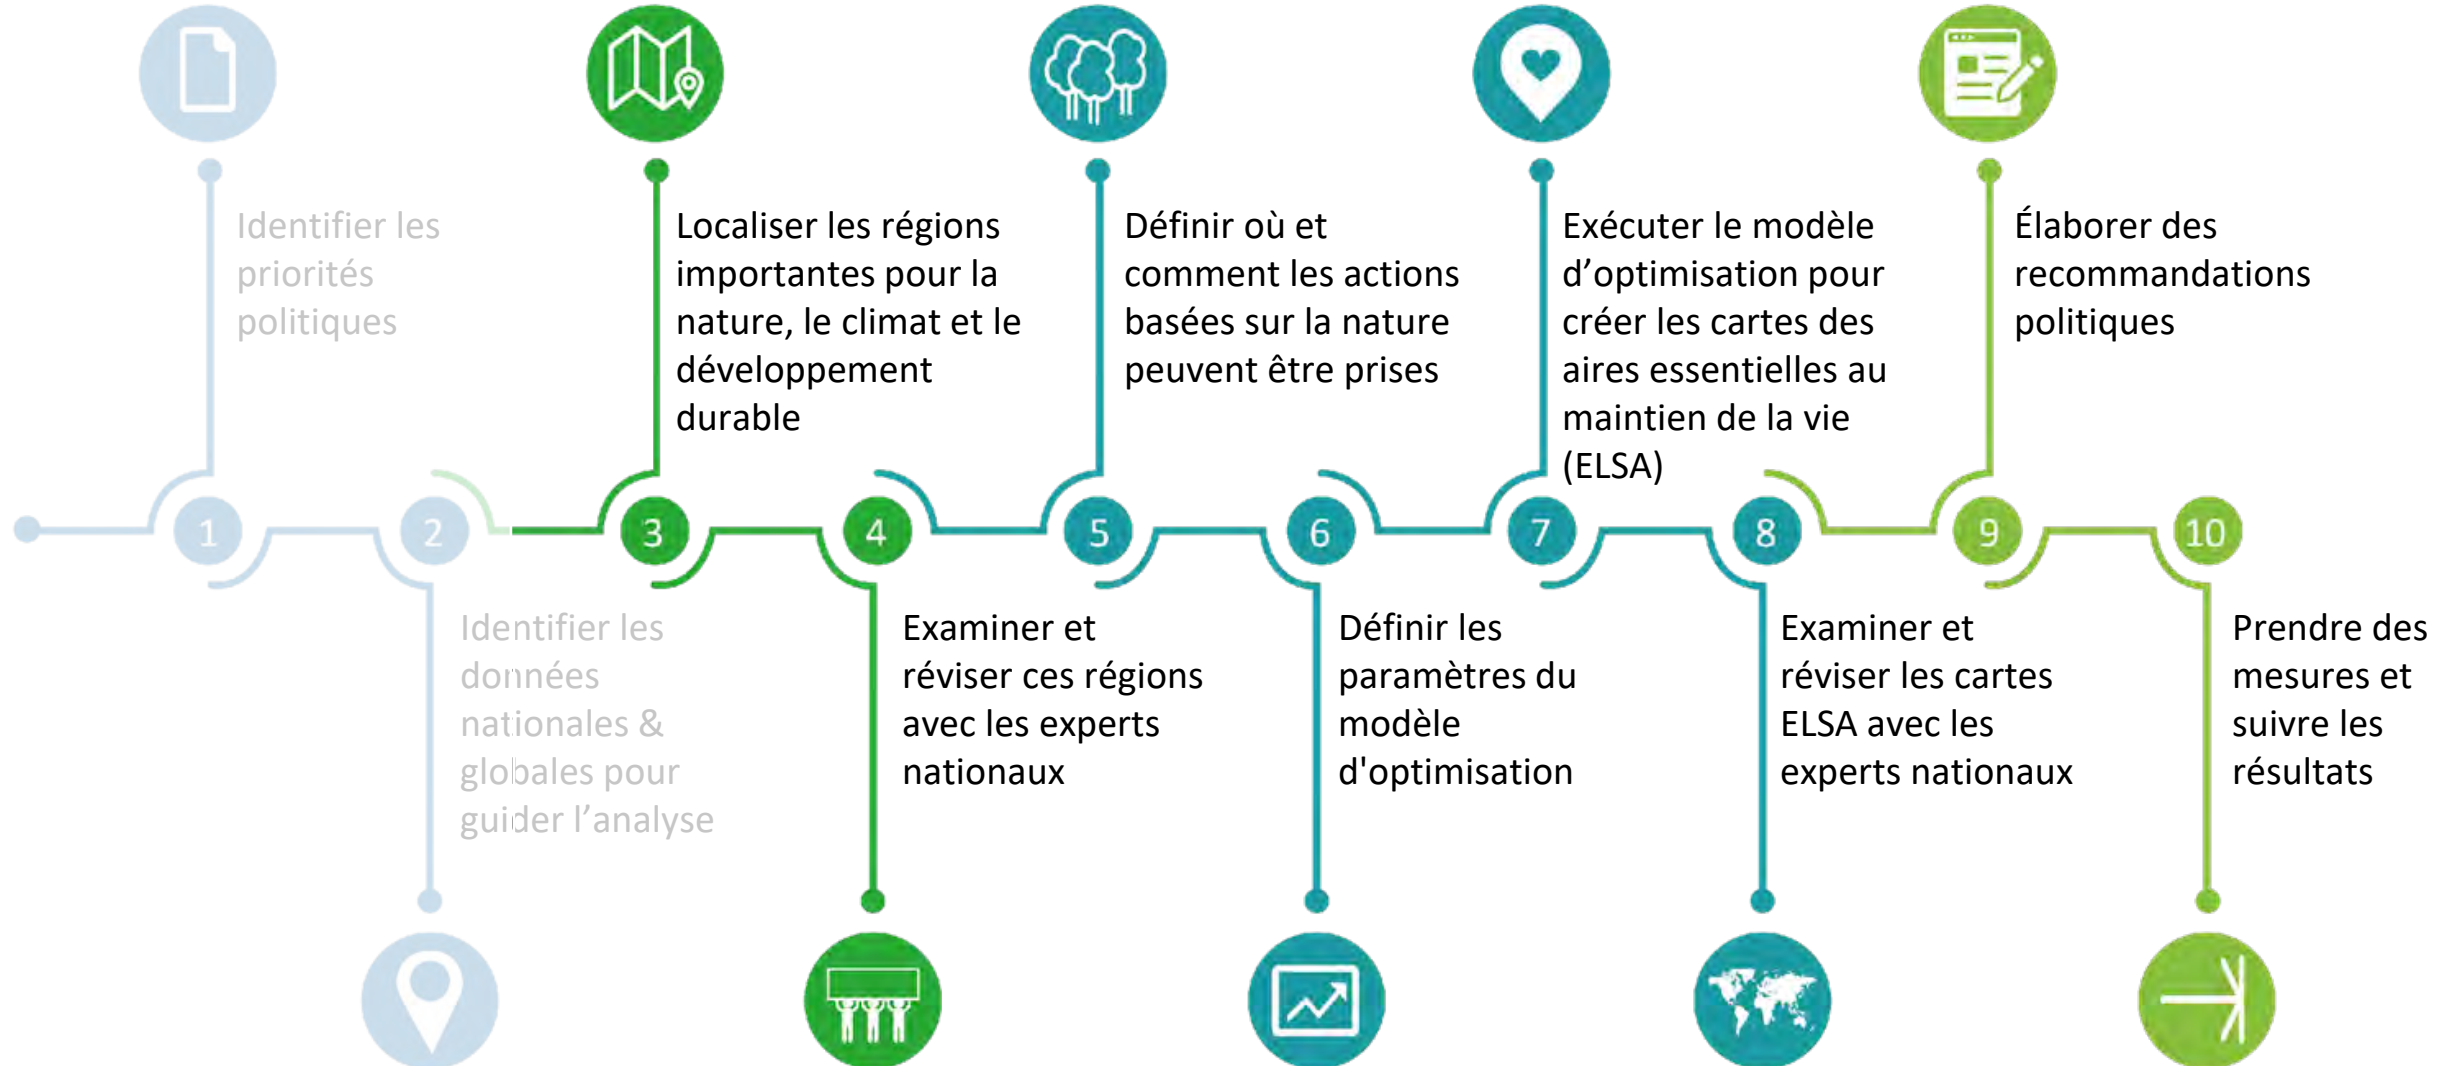 Identifier les
priorités
politiques
Localiser les régions
importantes pour la
nature, le climat et le
développement
durable
Définir où et
comment les actions
basées sur la nature
peuvent être prises
Exécuter le modèle
d’optimisation pour
créer les cartes des
aires essentielles au
maintien de la vie
(ELSA)
Élaborer des
recommandations
politiques
1
2
3
4
5
6
7
8
9
10
Identifier les
données
nationales &
globales pour
guider l’analyse
Examiner et
réviser ces régions
avec les experts
nationaux
Définir les
paramètres du
modèle
d'optimisation
Examiner et
réviser les cartes
ELSA avec les
experts nationaux
Prendre des
mesures et
suivre les
résultats